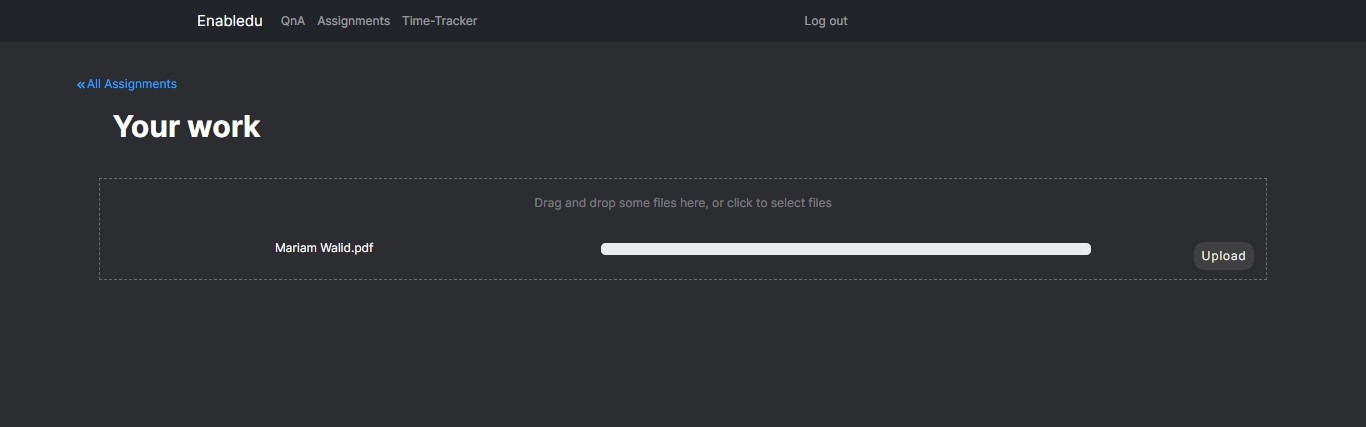 Enabledu QnA Assignments Time-Tracker Log out
«All Assignments
Your work
Drag and drop some files here, or click to select files
Mariam Walid.pdf Upload